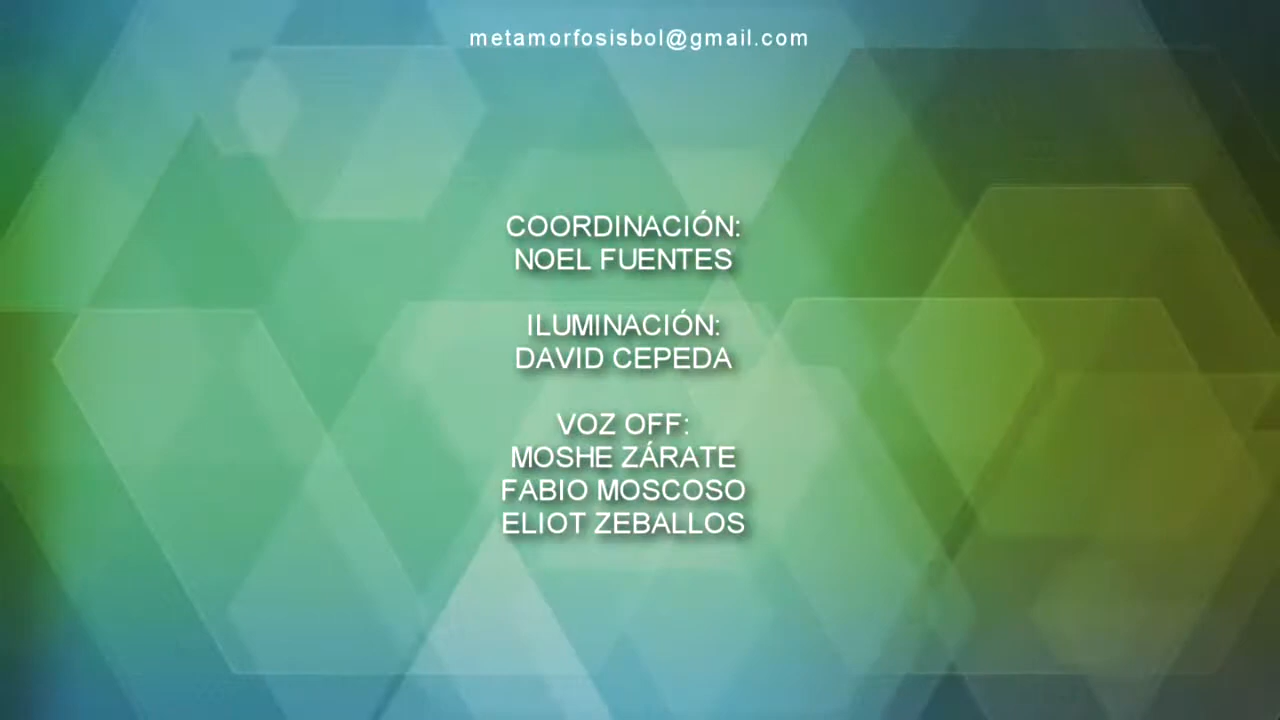 metamorfosisbol@gmail.com
COORDINACIÓN:
NOEL FUENTES
ILUMINACIÓN:
DAVID CEPEDA
VOZ OFF:
MOSHE ZÁRATE
FABIO MOSCOSO
ELIOT ZEBALLOS